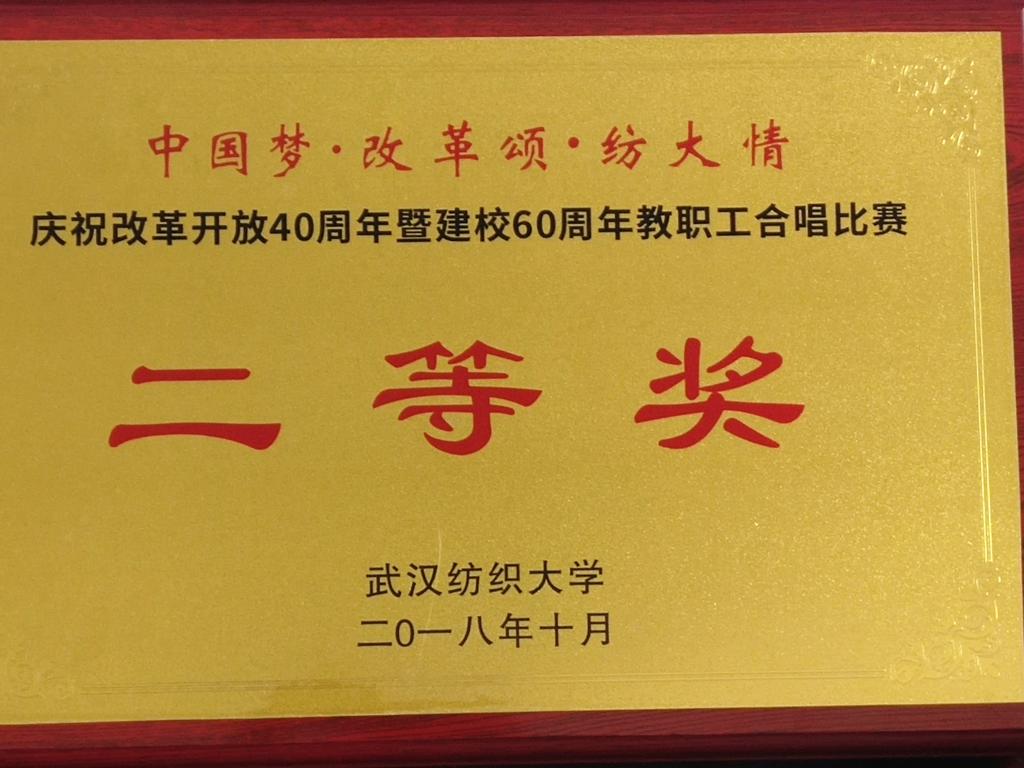 中国梦·改革颂·纺大情
庆祝改革开放40周年暨建校60周年教职工合唱比赛
二等奖
武汉纺织大学
二0一八年十月